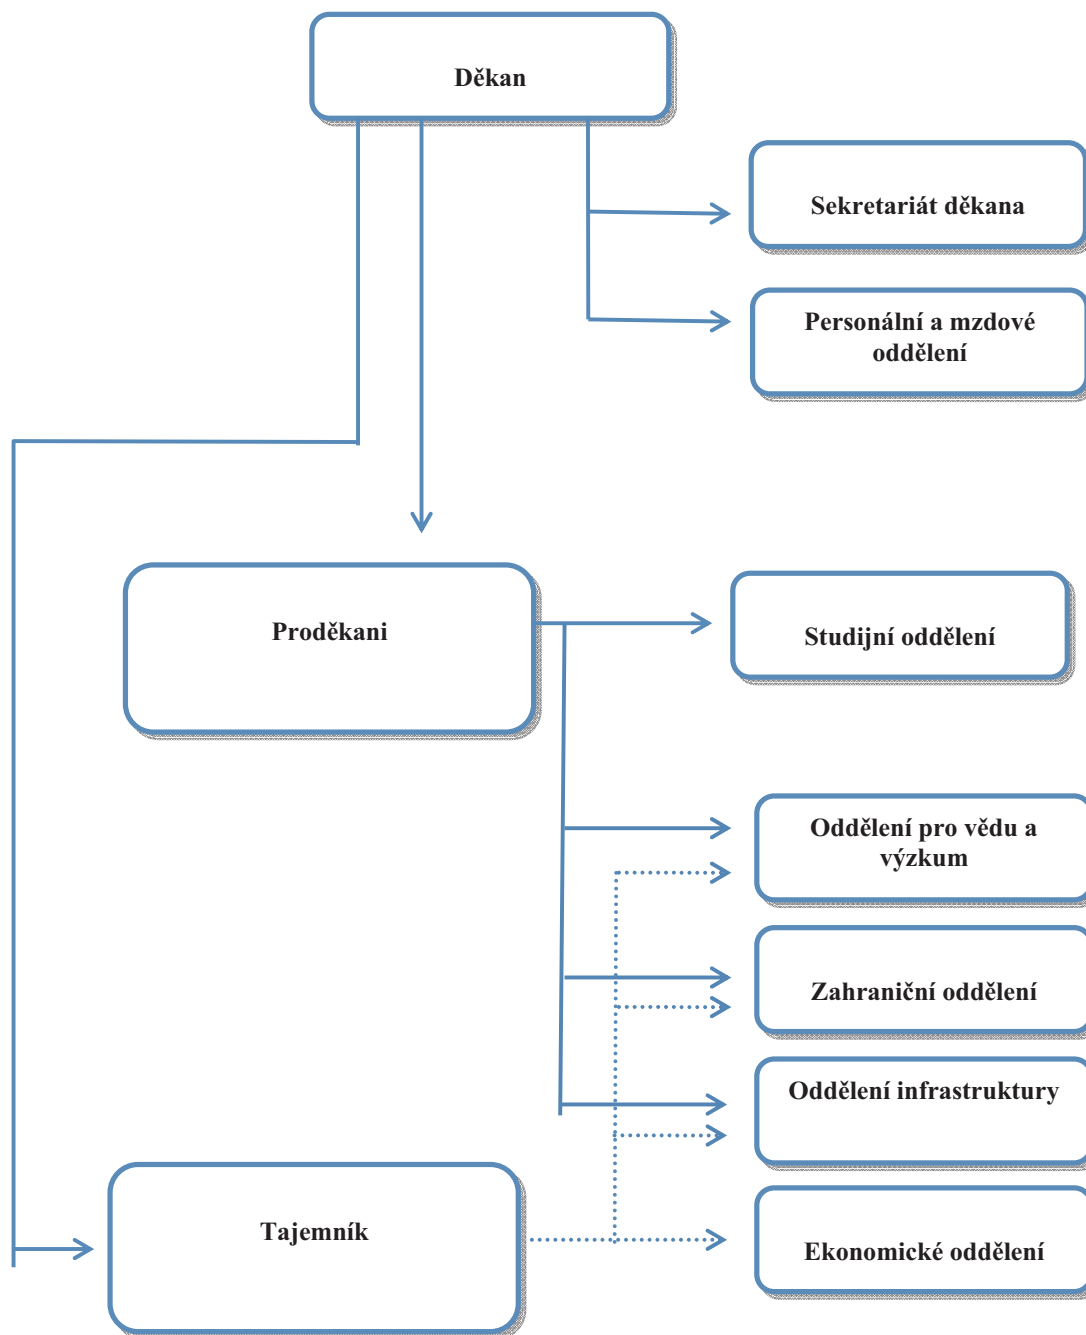 Děkan
Sekretariát děkana
Personální a mzdové
oddělení
Proděkani
Studijní oddělení
Oddělení pro vědu a
výzkum
Zahraniční oddělení
Oddělení infrastruktury
Tajemník
Ekonomické oddělení